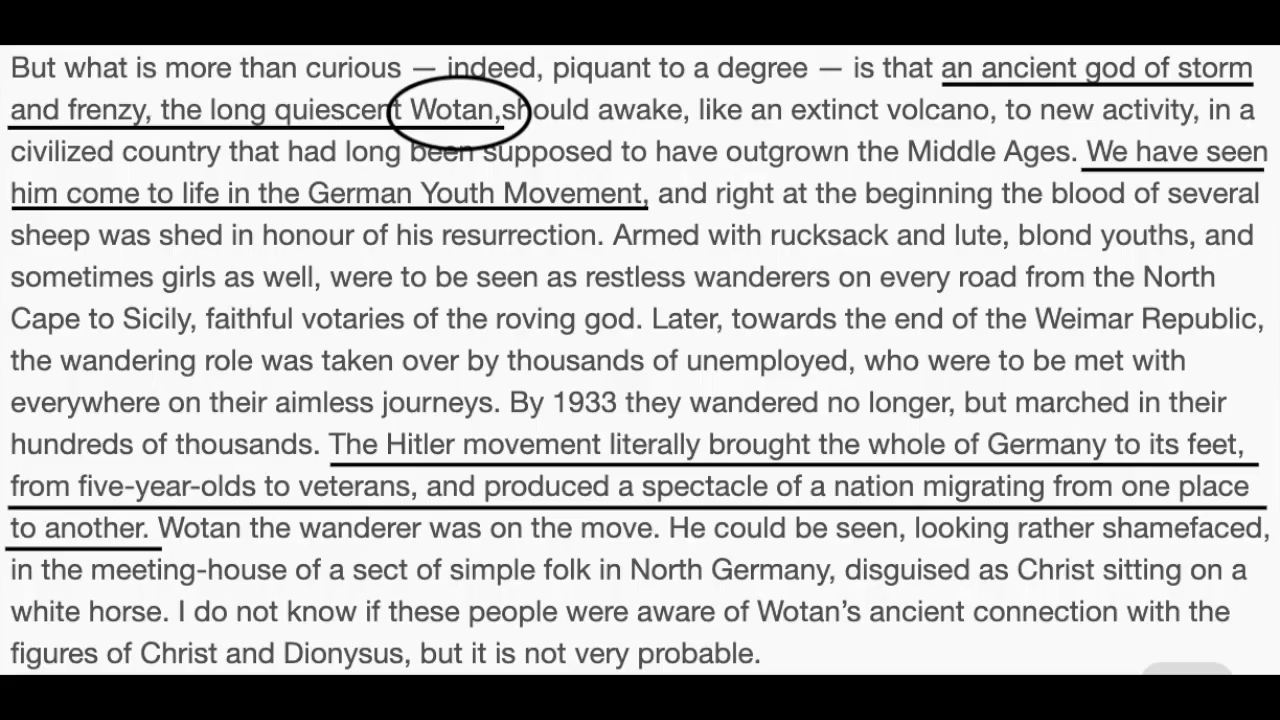 But what is more than curious — indeed, piquant to a degree — is that an ancient god of storm
and frenzy, the long quiescent Wotan,should awake, like an extinct volcano, to new activity, in a
civilized country that had long been supposed to have outgrown the Middle Ages. We have seen
him come to life in the German Youth Movement, and right at the beginning the blood of several
sheep was shed in honour of his resurrection. Armed with rucksack and lute, blond youths, and
sometimes girls as well, were to be seen as restless wanderers on every road from the North
Cape to Sicily, faithful votaries of the roving god. Later, towards the end of the Weimar Republic,
the wandering role was taken over by thousands of unemployed, who were to be met with
everywhere on their aimless journeys. By 1933 they wandered no longer, but marched in their
hundreds of thousands. The Hitler movement literally brought the whole of Germany to its feet,
from five-year-olds to veterans, and produced a spectacle of a nation migrating from one place
to another. Wotan the wanderer was on the move. He could be seen, looking rather shamefaced,
in the meeting-house of a sect of simple folk in North Germany, disguised as Christ sitting on a
white horse. I do not know if these people were aware of Wotan’s ancient connection with the
figures of Christ and Dionysus, but it is not very probable.